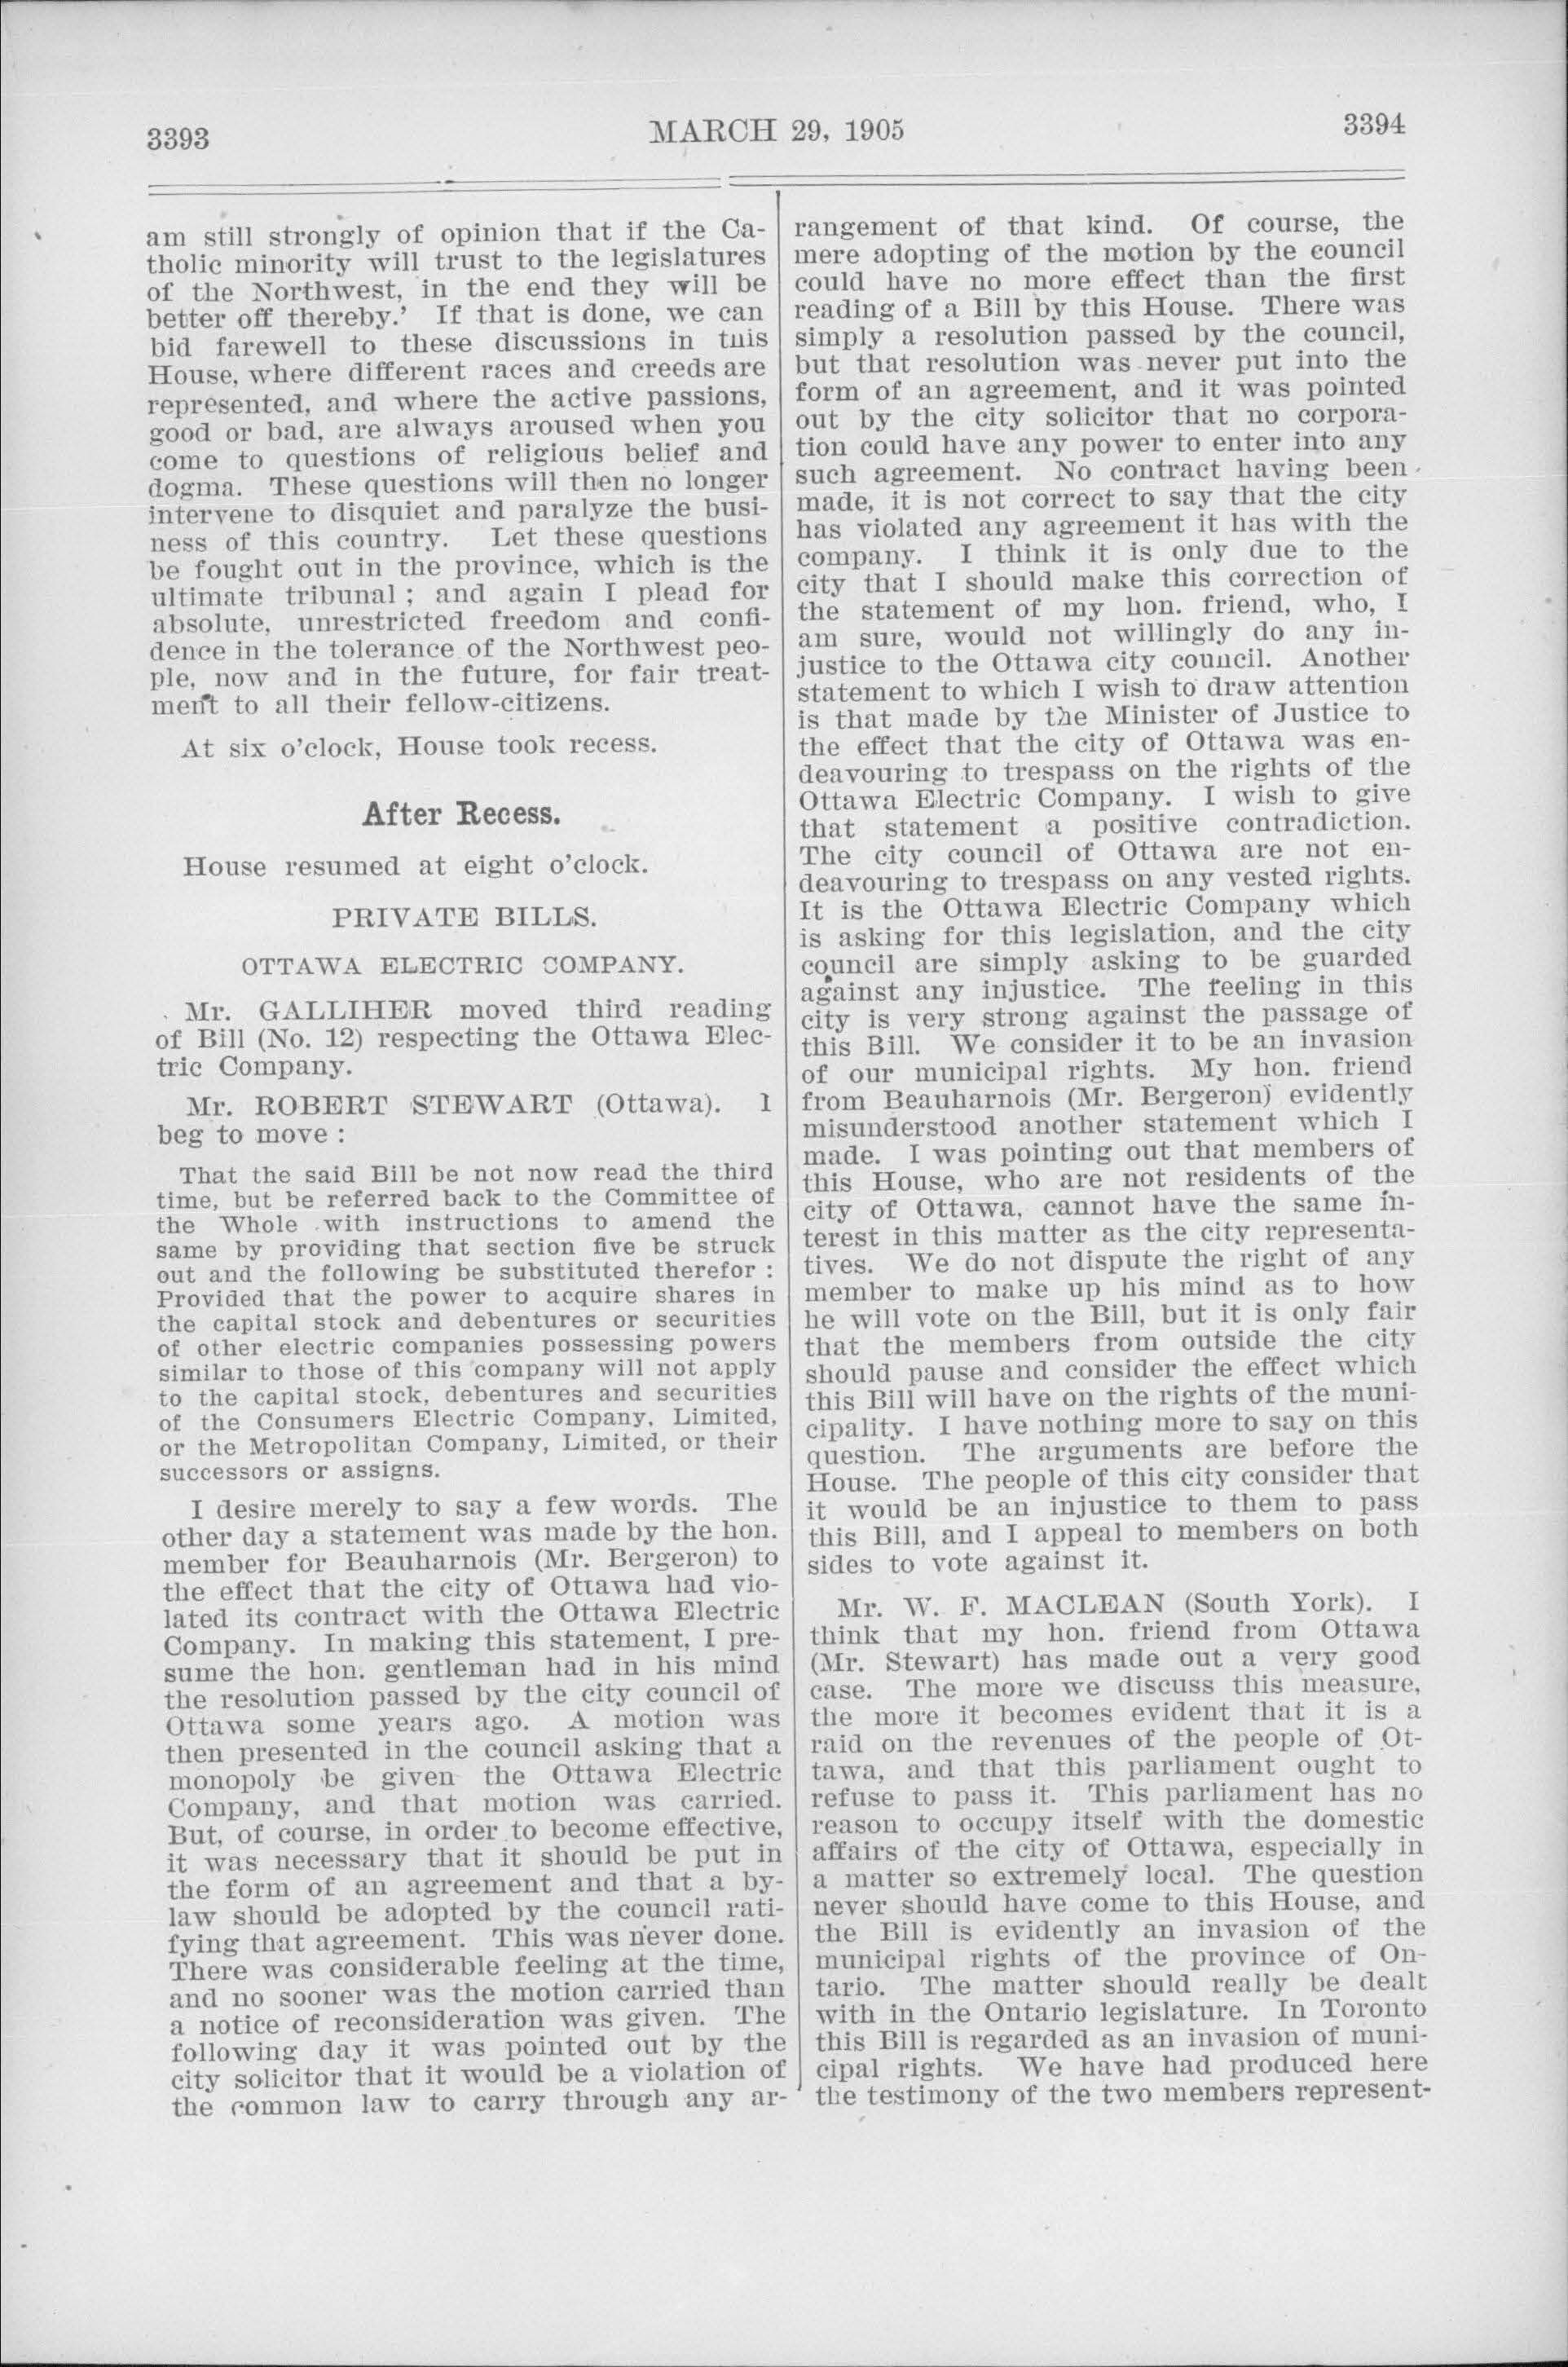 3393
MARCH 29, 1905
3394
am still strongly of opinion that if the Ca-
tholic minority will trust to the legislatures
of the Northwest, in the end they will be
better off thereby.' If that is done, we can
bid farewell to these discussions in this
House, where different races and creeds are
represented, and where the active passions,
good or bad, are always aroused when you
come to questions of religious belief and
dogma. These questions will then no longer
intervene to disquiet and paralyze the busi-
ness of this country. Let these questions
be fought out in the province, which is the
ultimate tribunal ; and again I plead for
absolute, unrestricted freedom and confi-
dence in the tolerance of the Northwest peo-
ple, now and in the future, for fair treat-
ment to all their fellow-citizens.
At six o'clock, House took recess.
After Recess.
House resumed at eight o'clock.
PRIVATE BILLS.
OTTAWA ELECTRIC COMPANY.
Mr. GALLIHER moved third reading
of Bill (No. 12) respecting the Ottawa Elec-
tric Company.
Mr. ROBERT STEWART (Ottawa). I
beg to move :
That the said Bill be not now read the third
time, but be referred back to the Committee of
the Whole with instructions to amend the
same by providing that section five be struck
out and the following be substituted therefor :
Provided that the power to acquire shares in
the capital stock and debentures or securities
of other electric companies possessing powers
similar to those of this company will not apply
to the capital stock, debentures and securities
of the Consumers Electric Company, Limited,
or the Metropolitan Company, Limited, or their
successors or assigns.
I desire merely to say a few words. The
other day a statement was made by the hon.
member for Beauharnois (Mr. Bergeron) to
the effect that the city of Ottawa had vio-
lated its contract with the Ottawa Electric
Company. In making this statement, I pre-
sume the hon. gentleman had in his mind
the resolution passed by the city council of
Ottawa some years ago. A motion was
then presented in the council asking that a
monopoly be given the Ottawa Electric
Company, and that motion was carried.
But, of course, in order to become effective,
it was necessary that it should be put in
the form of an agreement and that a by-
law should be adopted by the council rati-
fying that agreement. This was never done.
There was considerable feeling at the time,
and no sooner was the motion carried than
a notice of reconsideration was given. The
following day it was pointed out by the
city solicitor that it would be a violation of
the common law to carry through any ar-
rangement of that kind. Of course, the
mere adopting of the motion by the council
could have no more effect than the first
reading of a Bill by this House. There was
simply a resolution passed by the council,
but that resolution was never put into the
form of an agreement, and it was pointed
out by the city solicitor that no corpora-
tion could have any power to enter into any
such agreement. No contract having been
made, it is not correct to say that the city
has violated any agreement it has with the
company. I think it is only due to the
city that I should make this correction of
the statement of my hon. friend, who, I
am sure, would not willingly do any in-
justice to the Ottawa city council. Another
statement to which I wish to draw attention
is that made by the Minister of Justice to
the effect that the city of Ottawa was en-
deavouring to trespass on the rights of the
Ottawa Electric Company. I wish to give
that statement a positive contradiction.
The city council of Ottawa are not en-
deavouring to trespass on any vested rights.
It is the Ottawa Electric Company which
is asking for this legislation, and the city
council are simply asking to be guarded
against any injustice. The feeling in this
city is very strong against the passage of
this Bill. We consider it to be an invasion
of our municipal rights. My hon. friend
from Beauharnois (Mr. Bergeron) evidently
misunderstood another statement which I
made. I was pointing out that members of
this House, who are not residents of the
city of Ottawa, cannot have the same in-
terest in this matter as the city representa-
tives. We do not dispute the right of any
member to make up his mind as to how
he will vote on the Bill, but it is only fair
that the members from outside the city
should pause and consider the effect which
this Bill will have on the rights of the muni-
cipality. I have nothing more to say on this
question. The arguments are before the
House. The people of this city consider that
it would be an injustice to them to pass
this Bill, and I appeal to members on both
sides to vote against it.
Mr. W. F. MACLEAN (South York). I
think that my hon. friend from Ottawa
(Mr. Stewart) has made out a very good
case. The more we discuss this measure,
the more it becomes evident that it is a
raid on the revenues of the people of Ot-
tawa, and that this parliament ought to
refuse to pass it. This parliament has no
reason to occupy itself with the domestic
affairs of the city of Ottawa, especially in
a matter so extremely local. The question
never should have come to this House, and
the Bill is evidently an invasion of the
municipal rights of the province of On-
tario. The matter should really be dealt
with in the Ontario legislature. In Toronto
this Bill is regarded as an invasion of muni-
cipal rights. We have had produced here
the testimony of the two members represent-